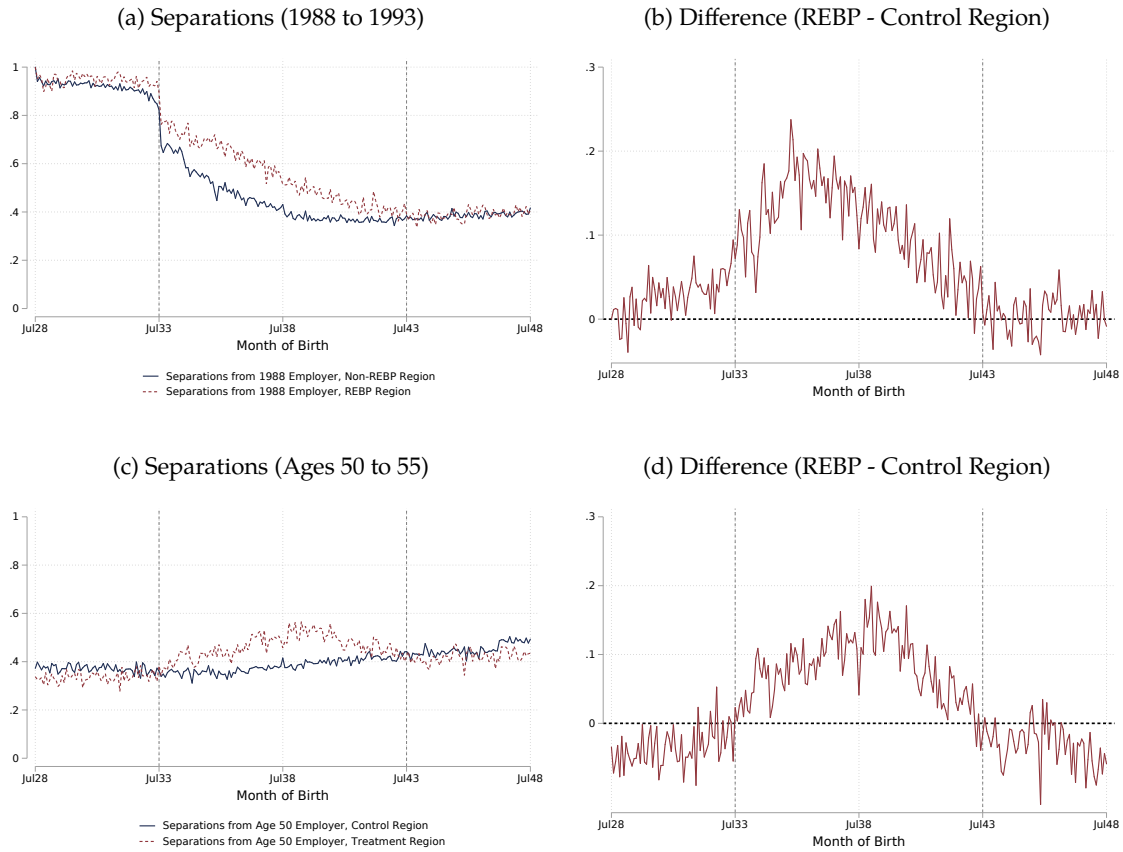 (a) Separations (1988 to 1993)
1
.8
.6
.4
.2
0
Jul28
Jul33
Jul38
Jul43
Jul48
Month of Birth
Separations from 1988 Employer, Non-REBP Region
Separations from 1988 Employer, REBP Region
(b) Difference (REBP - Control Region)
.3
.2
.1
0
Jul28
Jul33
Jul38
Jul43
Jul48
Month of Birth
(c) Separations (Ages 50 to 55)
1
.8
.6
.4
.2
0
Jul28
Jul33
Jul38
Jul43
Jul48
Month of Birth
Separations from Age 50 Employer, Control Region
Separations from Age 50 Employer, Treatment Region
(d) Difference (REBP - Control Region)
.3
.2
.1
0
Jul28
Jul33
Jul38
Jul43
Jul48
Month of Birth